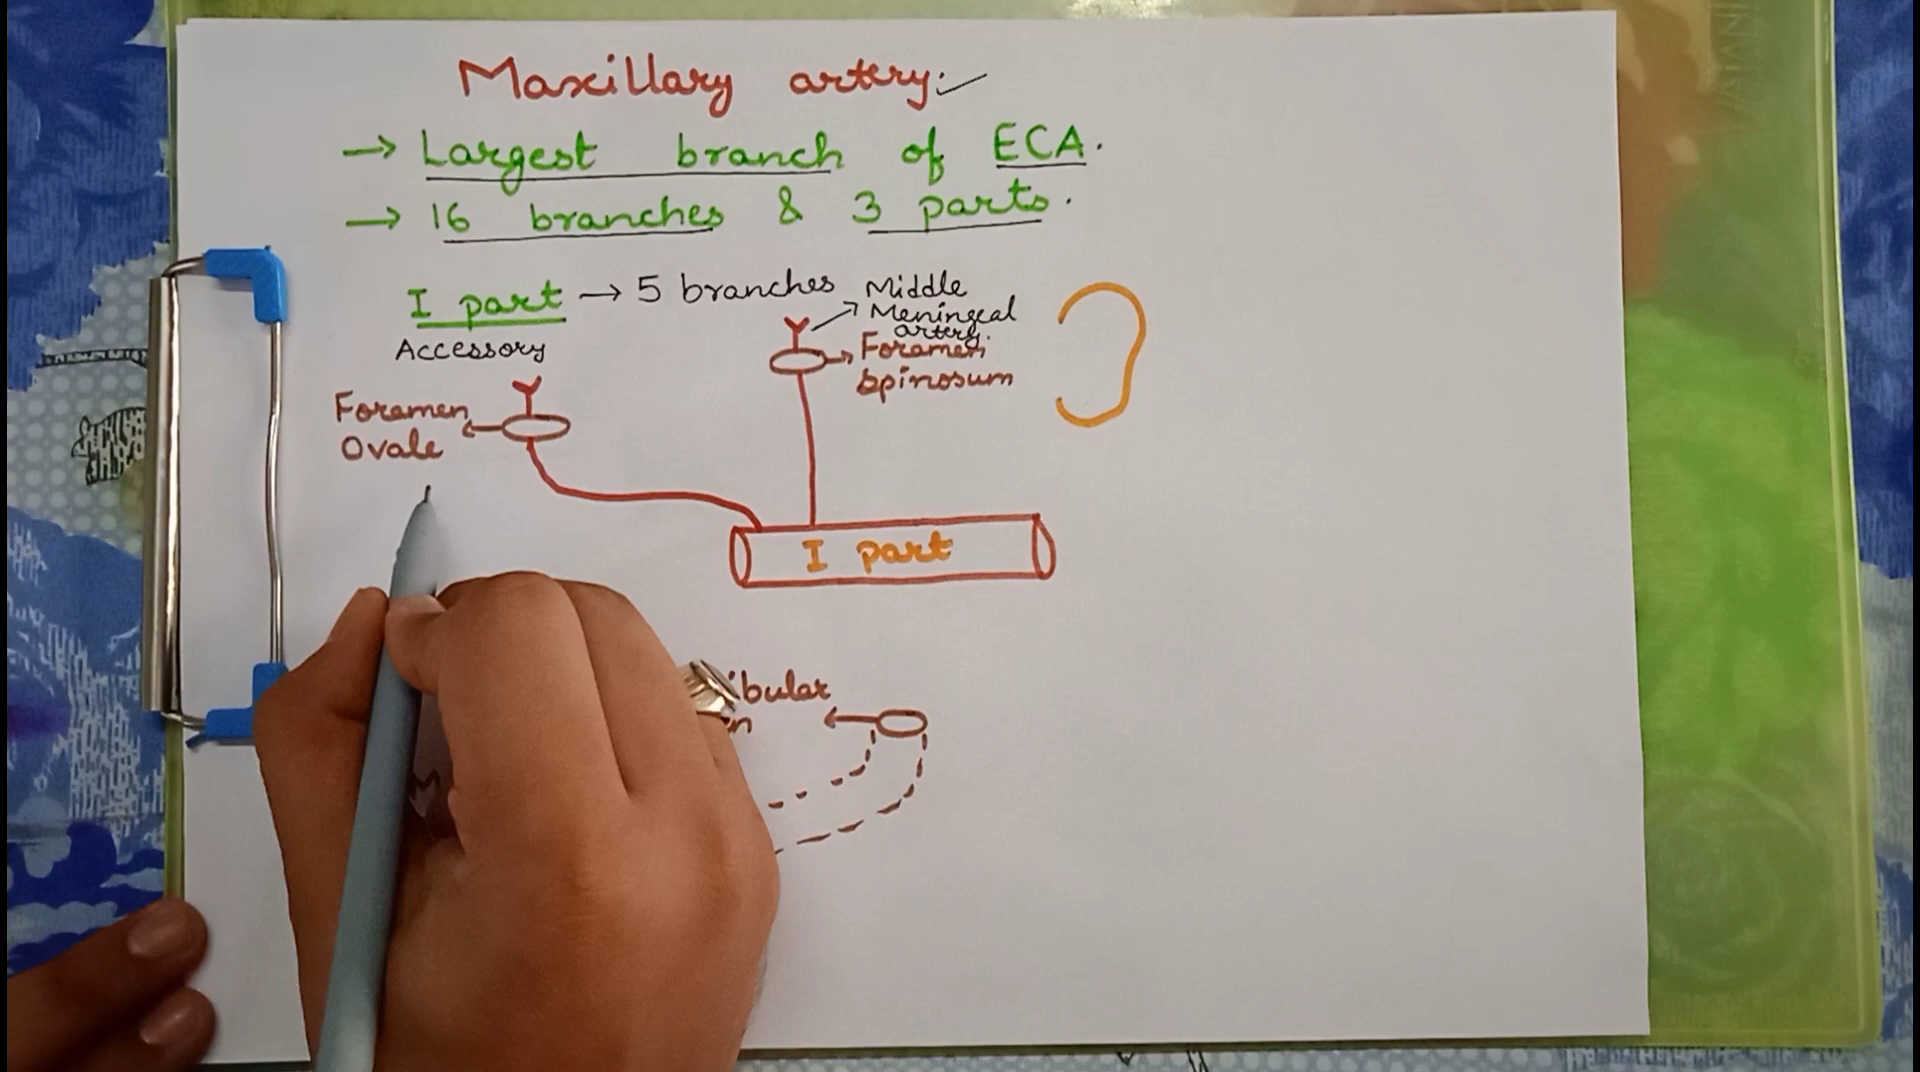 Maxillary artery.
→ Largest branch of ECA.
→ 16 branches & 3 parts.
I part → 5 branches
Middle
Meningeal
artery.
Foramen
Spinosum
Accessory
Foramen
Ovale
I part
ibular
n